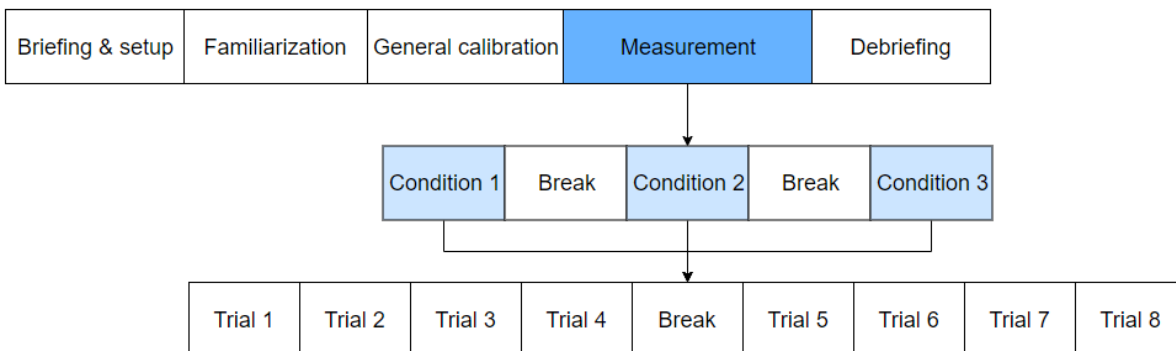 Briefing & setup
Familiarization
General calibration
Measurement
Debriefing
Condition 1
Break
Condition 2
Break
Condition 3
Trial 1
Trial 2
Trial 3
Trial 4
Break
Trial 5
Trial 6
Trial 7
Trial 8